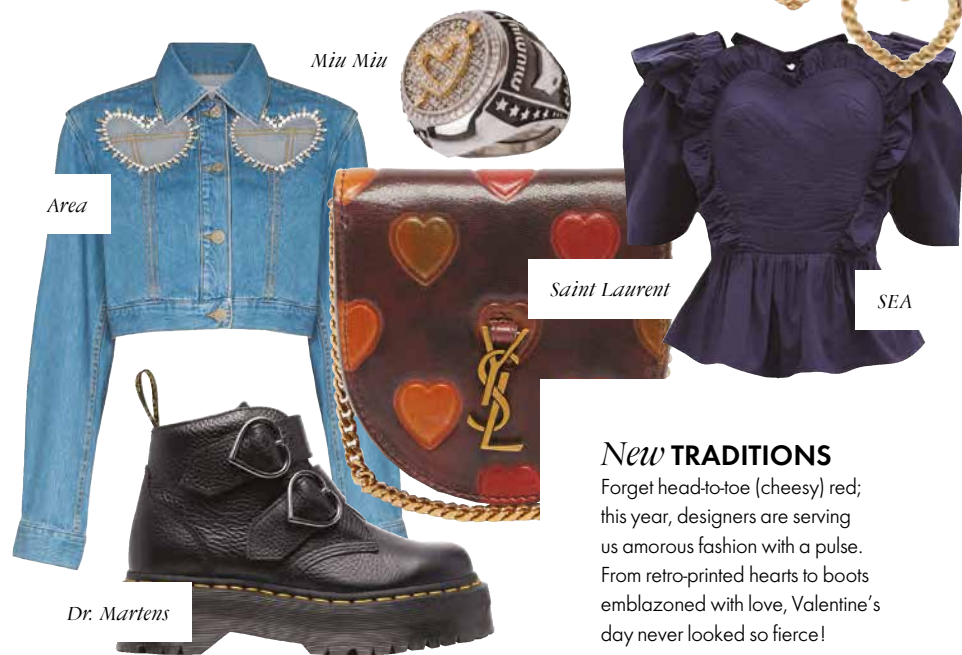 Miu Miu
miumiu
Area
Saint Laurent
SEA
YSL
New TRADITIONS
Forget head-to-toe (cheesy) red;
this year, designers are serving
us amorous fashion with a pulse.
From retro-printed hearts to boots
emblazoned with love, Valentine’s
day never looked so fierce!
Dr. Martens